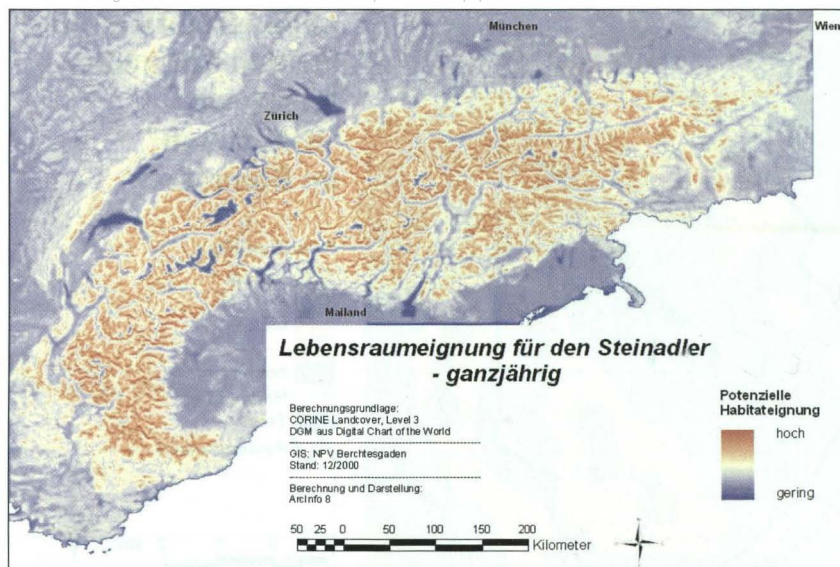 München
Wien
Zürich
Mailand
Lebensraumeignung für den Steinadler
- ganzjährig
Berechnungsgrundlage:
CORINE Landcover, Level 3
DGM aus Digital Chart of the World
GIS: NPV Berchtesgaden
Stand: 12/2000
Berechnung und Darstellung:
ArcInfo 8
Potenzielle
Habitateignung
hoch
gering
50 25 0 50 100 150 200
Kilometer